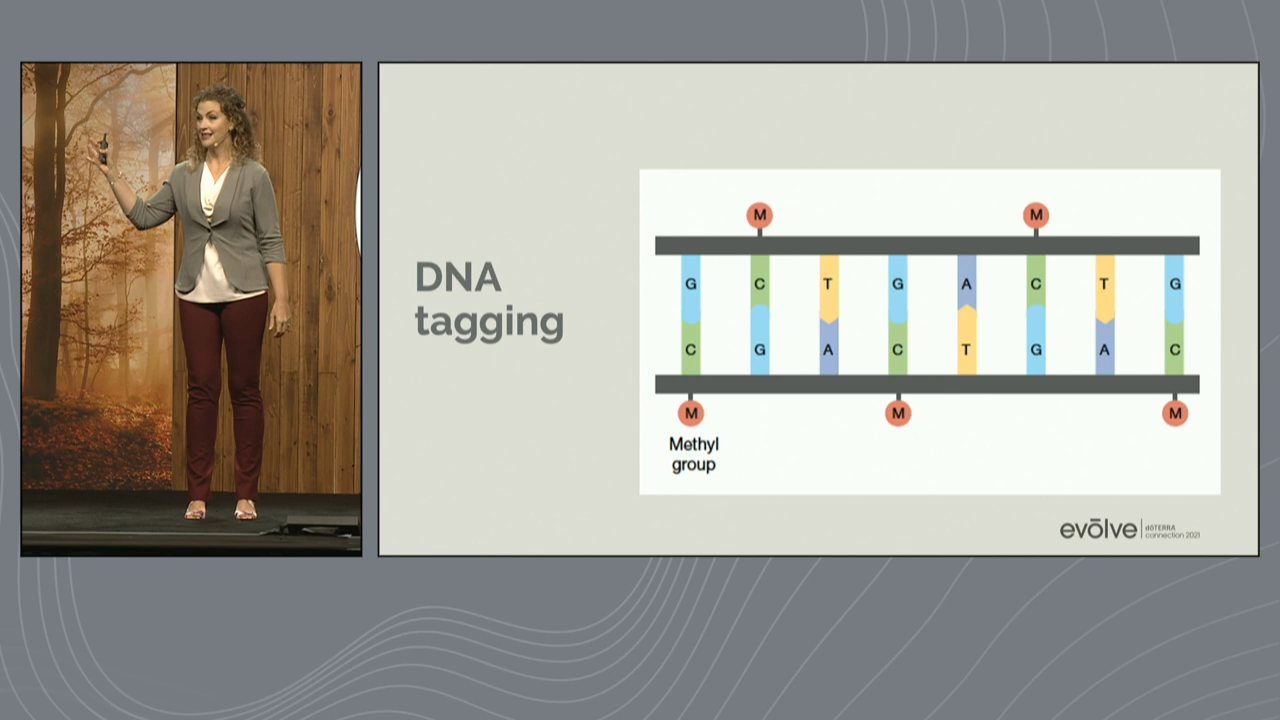 DNA
tagging
M M
G C T G A C T G
C G A C T G A C
M M M
Methyl
group
evōlve
dōTERRA
connection 2021